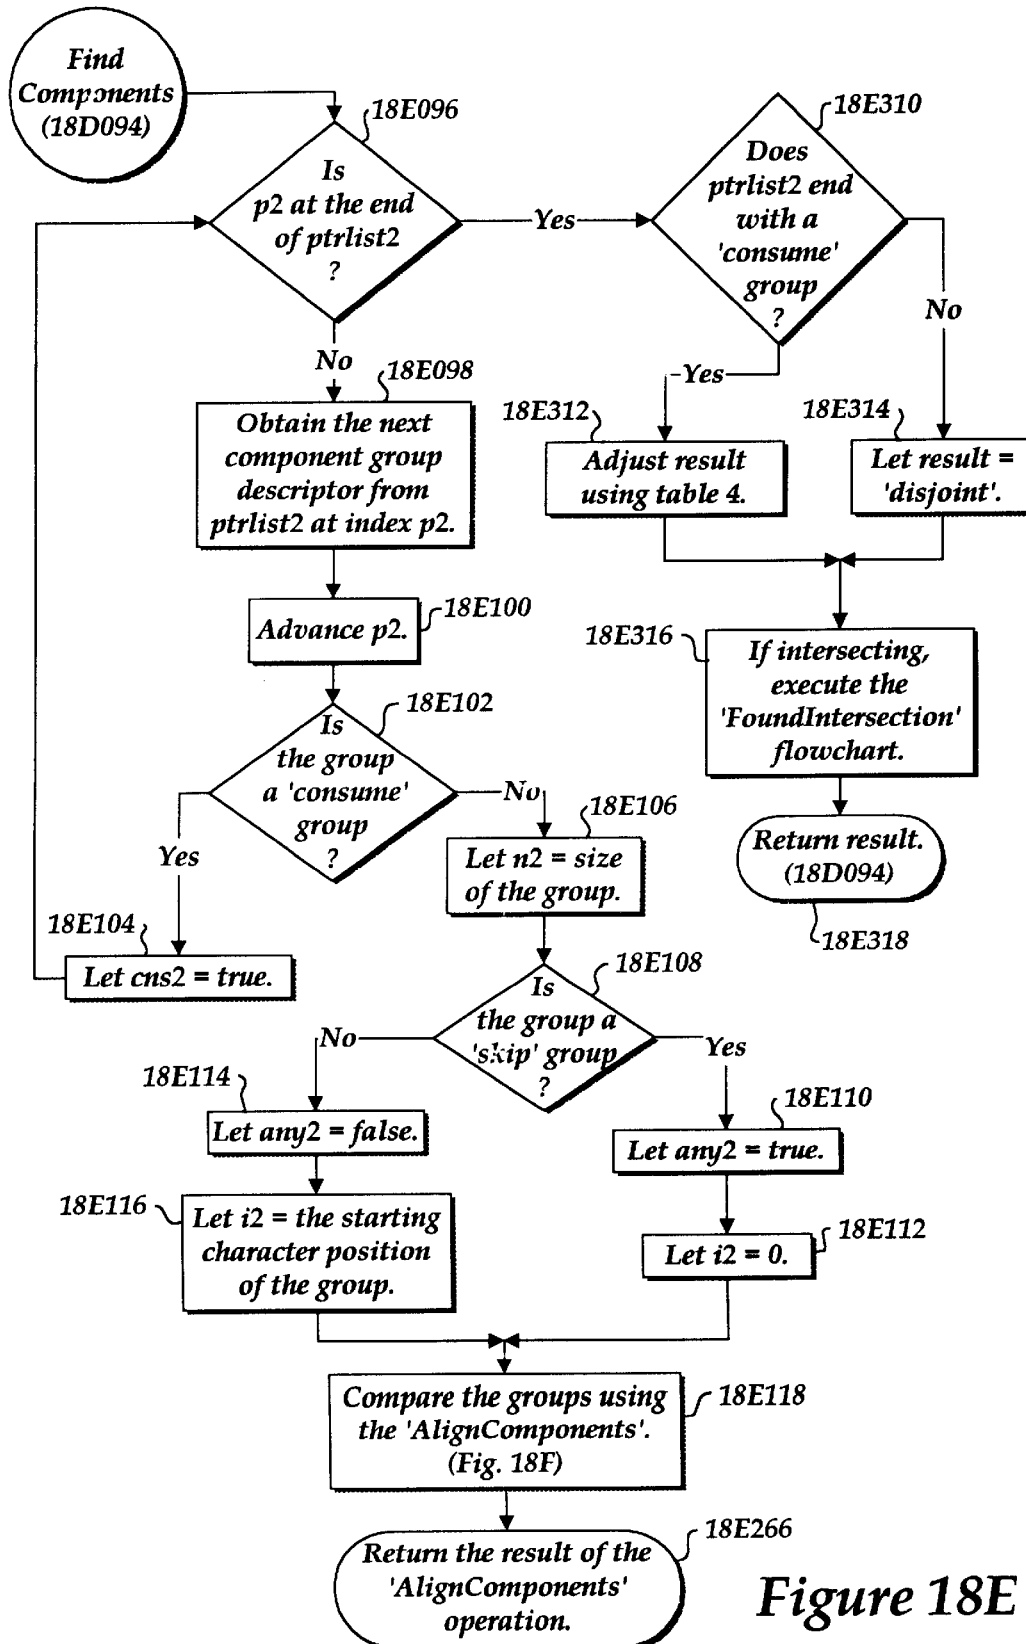 Find
Components
(18D094)
18E096
Is
p2 at the end
of ptrlist2
?
Yes
18E310
Does
ptrlist2 end
with a
'consume'
group
?
No
No
Yes
18E098
Obtain the next
component group
descriptor from
ptrlist2 at index p2.
18E312
Adjust result
using table 4.
18E314
Let result =
'disjoint'.
18E100
Advance p2.
18E316
If intersecting,
execute the
'FoundIntersection'
flowchart.
18E102
Is
the group
a 'consume'
group
?
Yes
No
18E106
Let n2 = size
of the group.
Return result.
(18D094)
18E318
18E104
Let cns2 = true.
18E108
Is
the group a
'skip' group
?
No
Yes
18E114
Let any2 = false.
18E110
Let any2 = true.
18E116
Let i2 = the starting
character position
of the group.
18E112
Let i2 = 0.
18E118
Compare the groups using
the 'AlignComponents'.
(Fig. 18F)
18E266
Return the result of the
'AlignComponents'
operation.
Figure 18E